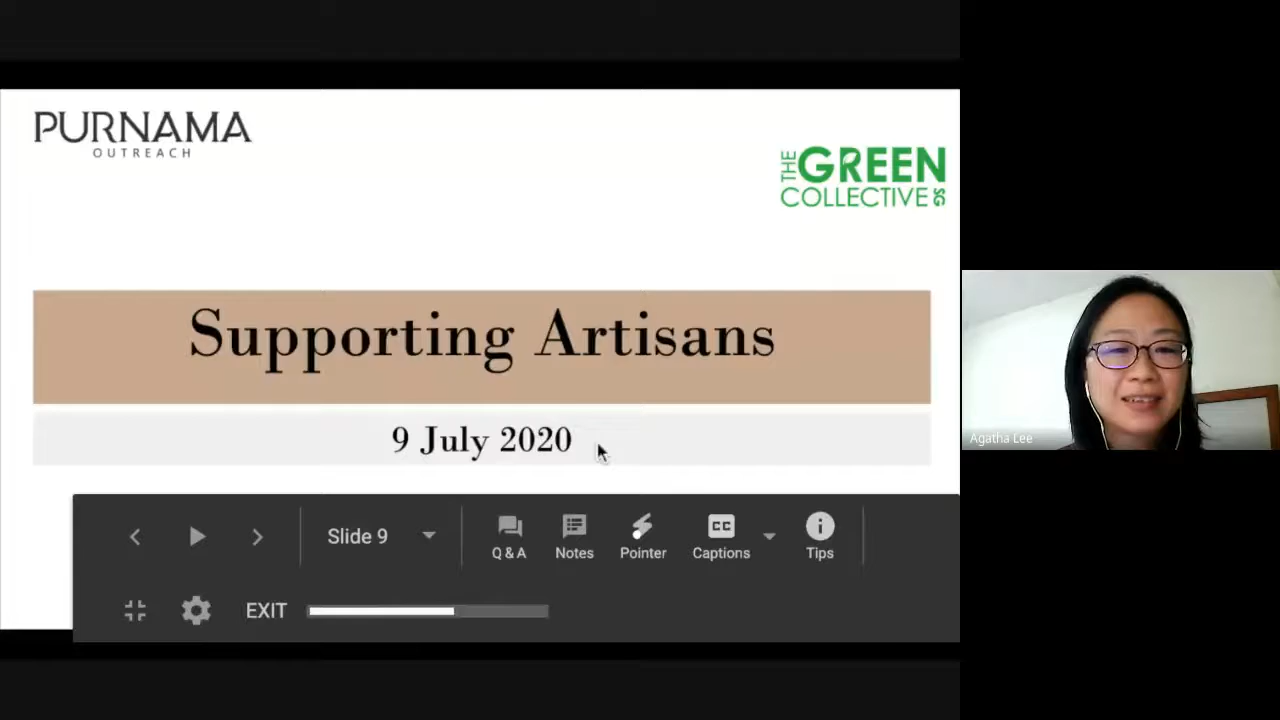 PURNAMA
OUTREACH
THE GREEN
COLLECTIVE SG
Supporting Artisans
9 July 2020
Slide 9
Q & A
Notes
Pointer
CC
Captions
Tips
EXIT
Agatha Lee